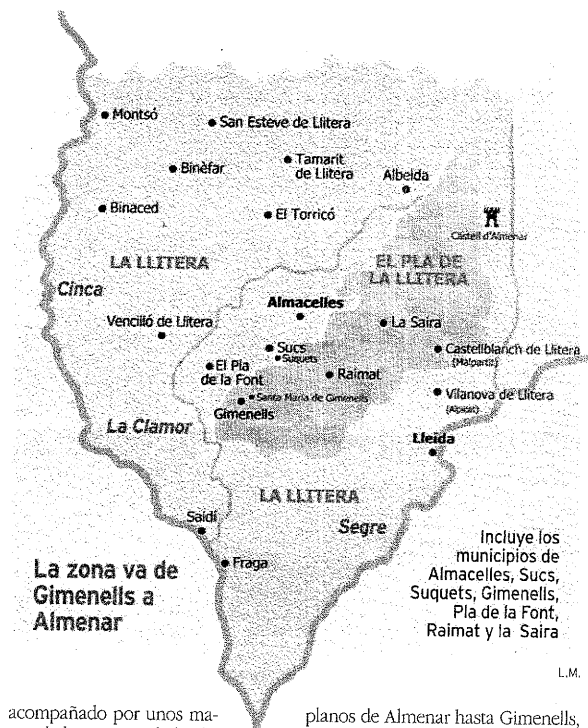 Montsó
San Esteve de Llitera
Binèfar
Tamarit
de Llitera
Albelda
Binaced
El Torricó
Castell d'Almenar
LA LLITERA
EL PLA DE
LA LLITERA
Cinca
Almacelles
Vencilló de Llitera
La Saira
Sucs
Suquets
Castellblanch de Llitera
(Malpartit)
El Pla
de la Font
Raimat
Santa Maria de Gimenells
Gimenells
Vilanova de Llitera
(Alpicat)
La Clamor
Lleida
LA LLITERA
Saidí
Segre
Fraga
La zona va de
Gimenells a
Almenar
Incluye los
municipios de
Almacelles, Sucs,
Suquets, Gimenells,
Pla de la Font,
Raimat y la Saira
L.M.
acompañado por unos ma-
planos de Almenar hasta Gimenells,